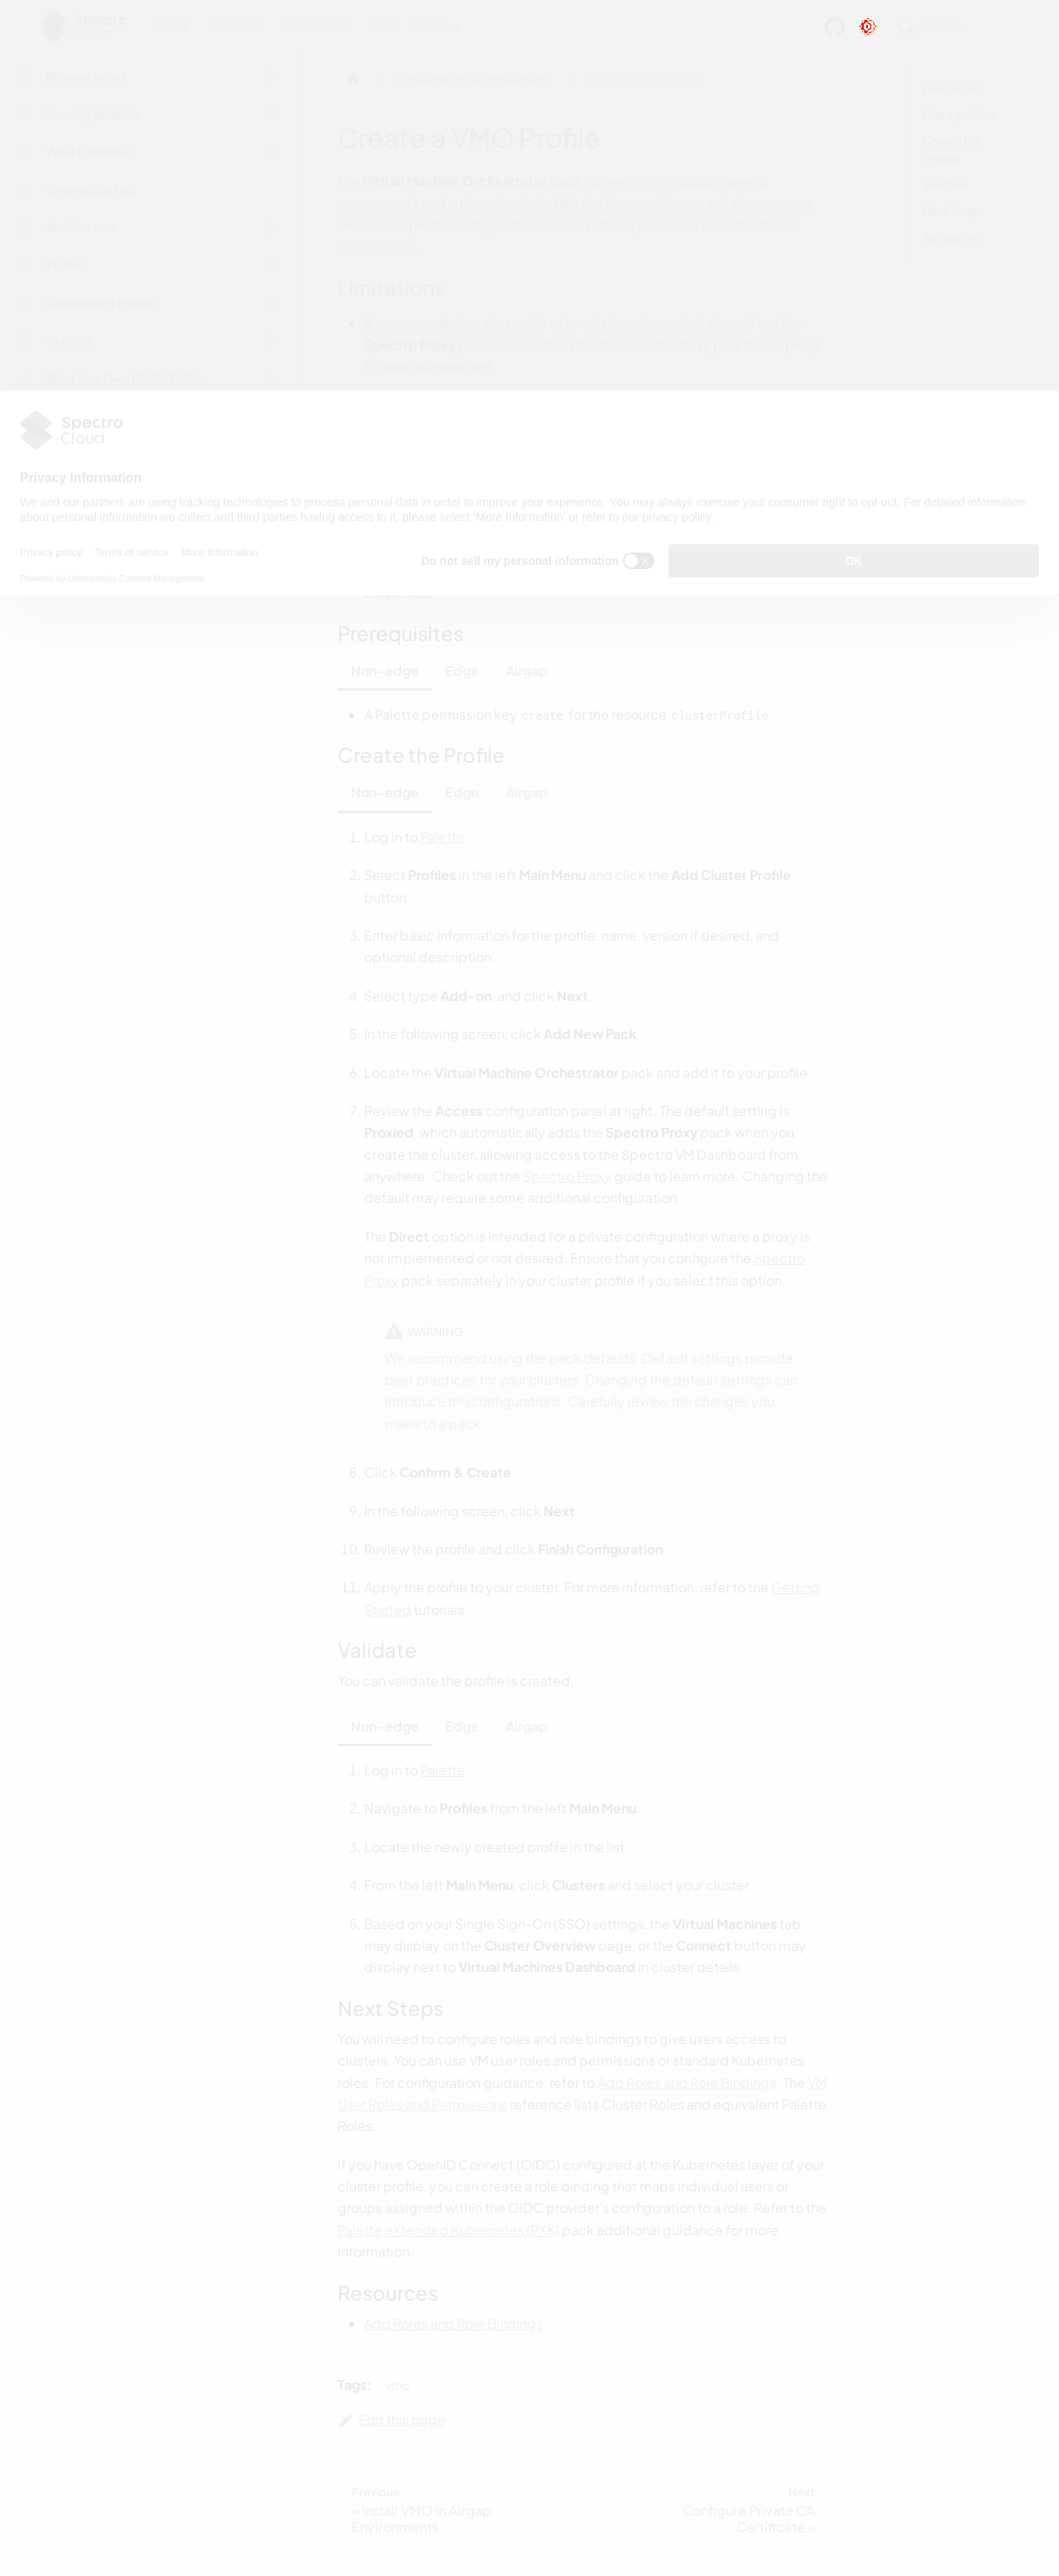 Spectro
Cloud
Docs
Tutorials
Downloads
API
Search
Release Notes
Security Bulletins
What is Palette?
Getting Started
Architecture
Profiles
Deployment Modes
Clusters
Bring Your Own OS (BYOOS)
Virtual Machine Orchestrator
Create a VMO Profile
Create a VMO Profile
The Virtual Machine Orchestrator pack conveniently includes several
components and automatically installs the Spectro Proxy pack when you use
the default profile configuration. To learn about pack components, refer to
Limitations
If you are updating the profile of an existing cluster that already has the
Spectro Proxy pack, You must restart the Spectro Proxy pod for the proxy
to work as expected.
Limitations
Prerequisites
Create the
Profile
Validate
Next Steps
Resources
Spectro
Cloud
Privacy Information
We and our partners are using tracking technologies to process personal data in order to improve your experience. You may always exercise your consumer right to opt-out. For detailed information
about personal information we collect and third parties having access to it, please select 'More Information' or refer to our privacy policy.
Privacy policy
Terms of service
More Information
Powered by Usercentrics Consent Management
Do not sell my personal information
OK
snapshots.
Prerequisites
Non-edge
Edge
Airgap
A Palette permission key create for the resource clusterProfile.
Create the Profile
Non-edge
Edge
Airgap
1. Log in to Palette.
2. Select Profiles in the left Main Menu and click the Add Cluster Profile
button.
3. Enter basic information for the profile: name, version if desired, and
optional description.
4. Select type Add-on, and click Next.
5. In the following screen, click Add New Pack.
6. Locate the Virtual Machine Orchestrator pack and add it to your profile.
7. Review the Access configuration panel at right. The default setting is
Proxied, which automatically adds the Spectro Proxy pack when you
create the cluster, allowing access to the Spectro VM Dashboard from
anywhere. Check out the Spectro Proxy guide to learn more. Changing the
default may require some additional configuration.
The Direct option is intended for a private configuration where a proxy is
not implemented or not desired. Ensure that you configure the Spectro
Proxy pack separately in your cluster profile if you select this option.
WARNING
We recommend using the pack defaults. Default settings provide
best practices for your clusters. Changing the default settings can
introduce misconfigurations. Carefully review the changes you
make to a pack.
8. Click Confirm & Create.
9. In the following screen, click Next.
10. Review the profile and click Finish Configuration.
11. Apply the profile to your cluster. For more information, refer to the Getting
Started tutorials.
Validate
You can validate the profile is created.
Non-edge
Edge
Airgap
1. Log in to Palette.
2. Navigate to Profiles from the left Main Menu.
3. Locate the newly created profile in the list.
4. From the left Main Menu, click Clusters and select your cluster.
5. Based on your Single Sign-On (SSO) settings, the Virtual Machines tab
may display on the Cluster Overview page, or the Connect button may
display next to Virtual Machines Dashboard in cluster details.
Next Steps
You will need to configure roles and role bindings to give users access to
clusters. You can use VM user roles and permissions or standard Kubernetes
roles. For configuration guidance, refer to Add Roles and Role Bindings. The VM
User Roles and Permissions reference lists Cluster Roles and equivalent Palette
Roles.
If you have OpenID Connect (OIDC) configured at the Kubernetes layer of your
cluster profile, you can create a role binding that maps individual users or
groups assigned within the OIDC provider's configuration to a role. Refer to the
Palette eXtended Kubernetes (PXK) pack additional guidance for more
information.
Resources
Add Roles and Role Bindings
Tags: vmo
Edit this page
Previous
« Install VMO in Airgap
Environments
Next
Configure Private CA
Certificate »